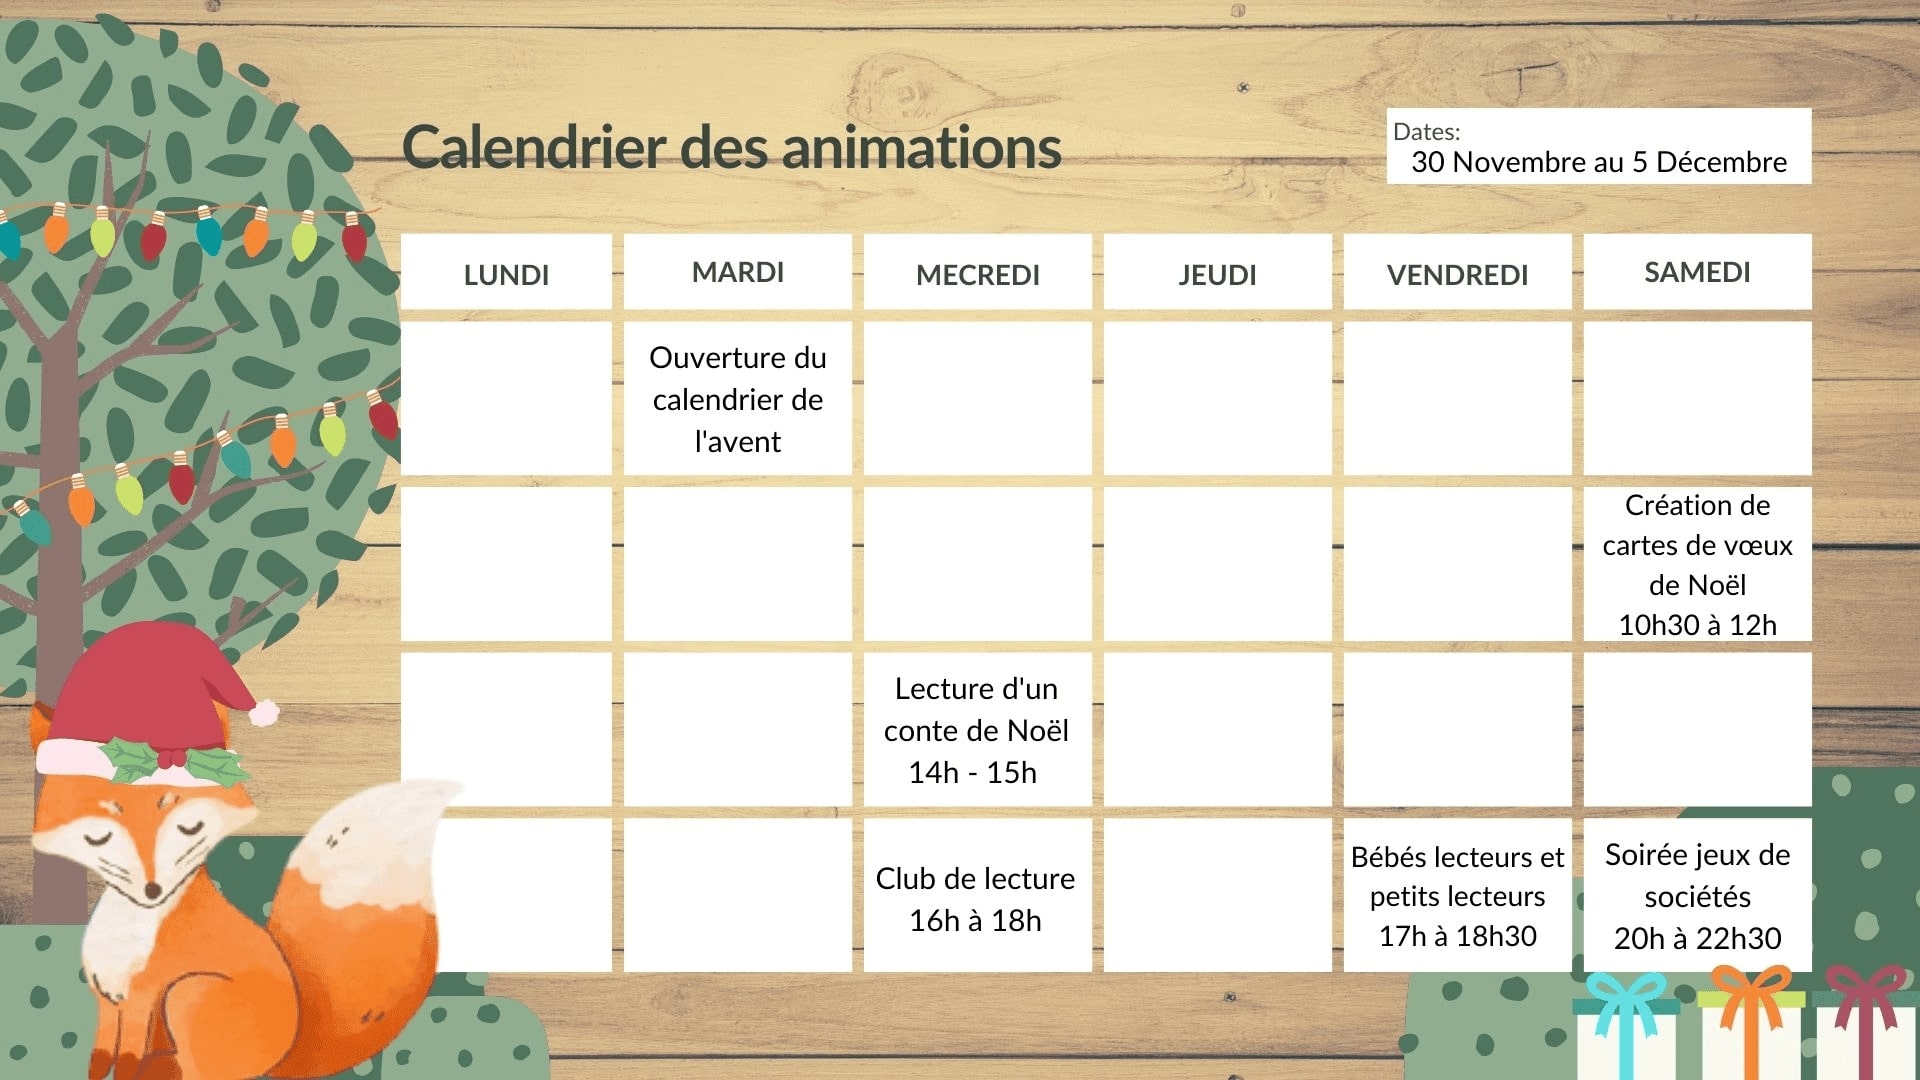 Calendrier des animations
Dates:
30 Novembre au 5 Décembre
LUNDI
MARDI
MECREDI
JEUDI
VENDREDI
SAMEDI
Ouverture du
calendrier de
l'avent
Création de
cartes de vœux
de Noël
10h30 à 12h
Lecture d'un
conte de Noël
14h - 15h
Club de lecture
16h à 18h
Bébés lecteurs et
petits lecteurs
17h à 18h30
Soirée jeux de
sociétés
20h à 22h30